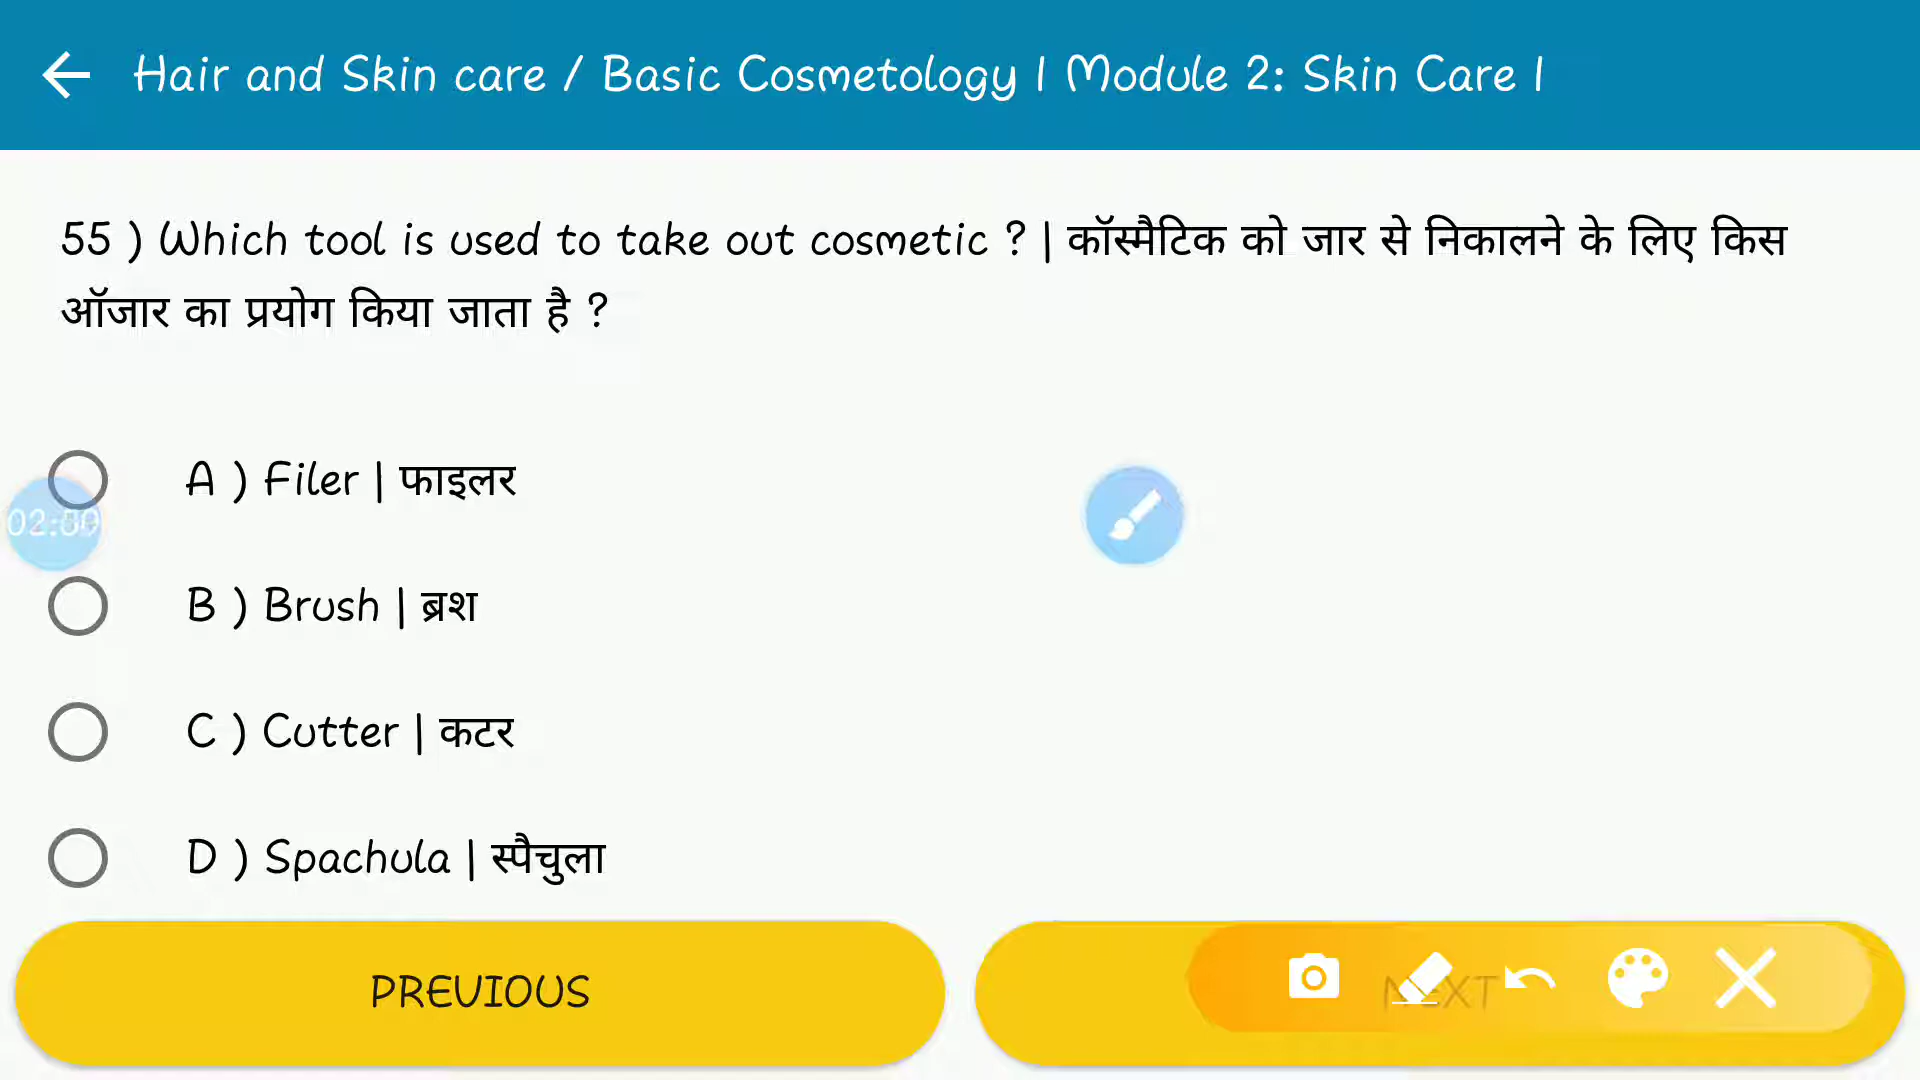 Hair and Skin care / Basic Cosmetology | Module 2: Skin Care I
55 ) Which tool is used to take out cosmetic ? | कॉस्मैटिक को जार से निकालने के लिए किस
ऑजार का प्रयोग किया जाता है ?
A ) Filer | फाइलर
02:50
B ) Brush | ब्रश
C ) Cutter | कटर
D ) Spachula | स्पैचुला
PREVIOUS
NEXT